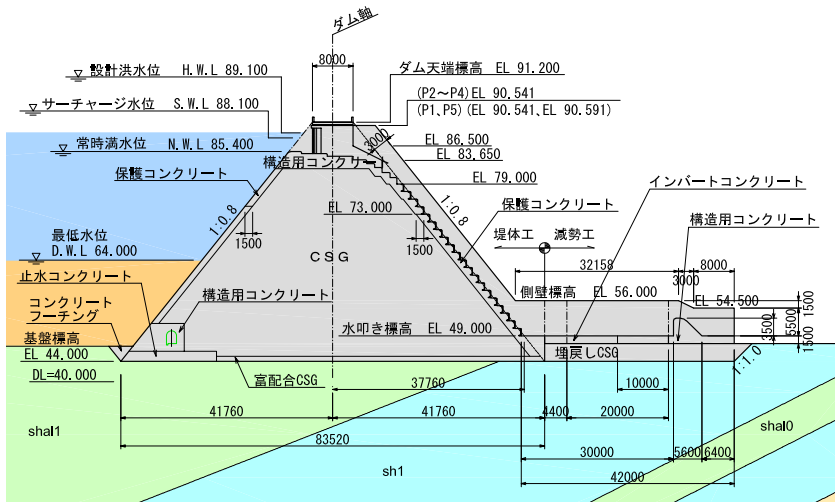 ダム軸
8000
ダム天端標高 EL 91.200
設計洪水位 H.W.L 89.100
(P2～P4)EL 90.541
(P1、P5)(EL 90.541、EL 90.591)
サーチャージ水位 S.W.L 88.100
3000
EL 86.500
常時満水位 N.W.L 85.400
EL 83.650
構造用コンクリート
保護コンクリート
EL 79.000
インバートコンクリート
1:0.8
1:0.8
EL 73.000
保護コンクリート
構造用コンクリート
最低水位
D.W.L 64.000
1500
1500
CSG
堤体工
減勢工
32158
3000
8000
止水コンクリート
構造用コンクリート
側壁標高 EL 56.000
EL 54.500
コンクリート
フーチング
1500
5500
3500
1500
水叩き標高 EL 49.000
基盤標高
EL 44.000
埋戻しCSG
1:1.0
DL=40.000
富配合CSG
37760
10000
41760
41760
4400
20000
83520
shal1
shal0
30000
5600
6400
sh1
42000